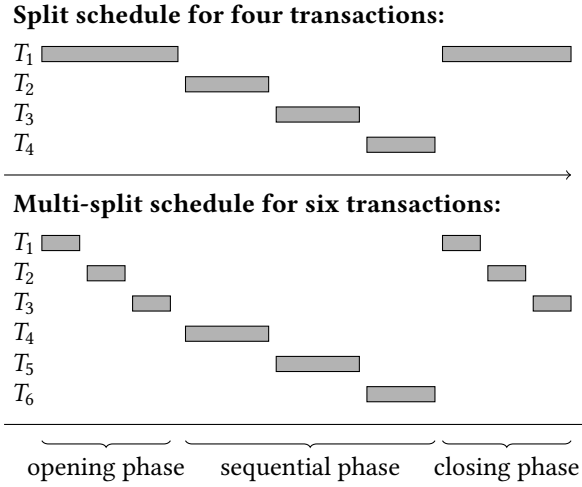 Split schedule for four transactions:
T1
T2
T3
T4
Multi-split schedule for six transactions:
T1
T2
T3
T4
T5
T6
opening phase sequential phase closing phase